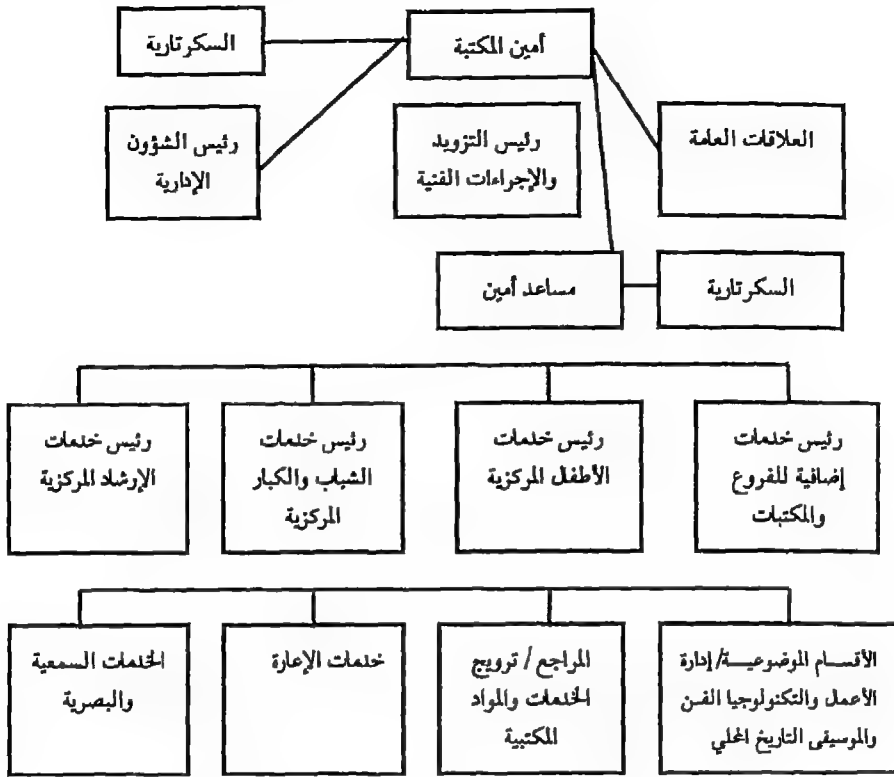 أمين المكتبة
السكرتارية
العلاقات العامة
رئيس التزويد
والإجراءات الفنية
رئيس الشؤون
الإدارية
السكرتارية
مساعد أمين
رئيس خدمات
إضافية للفروع
والمكتبات
رئيس خدمات
الأطفل المركزية
رئيس خدمات
الشباب والكبار
المركزية
رئيس خدمات
الإرشاد المركزية
الأقسام الموضوعية/إدارة
الأعمال والتكنولوجيا الفن
والموسيقى التاريخ المحلي
المراجع / ترويج
الخدمات والمواد
المكتبية
خدمات الإعارة
الخدمات السمعية
والبصرية